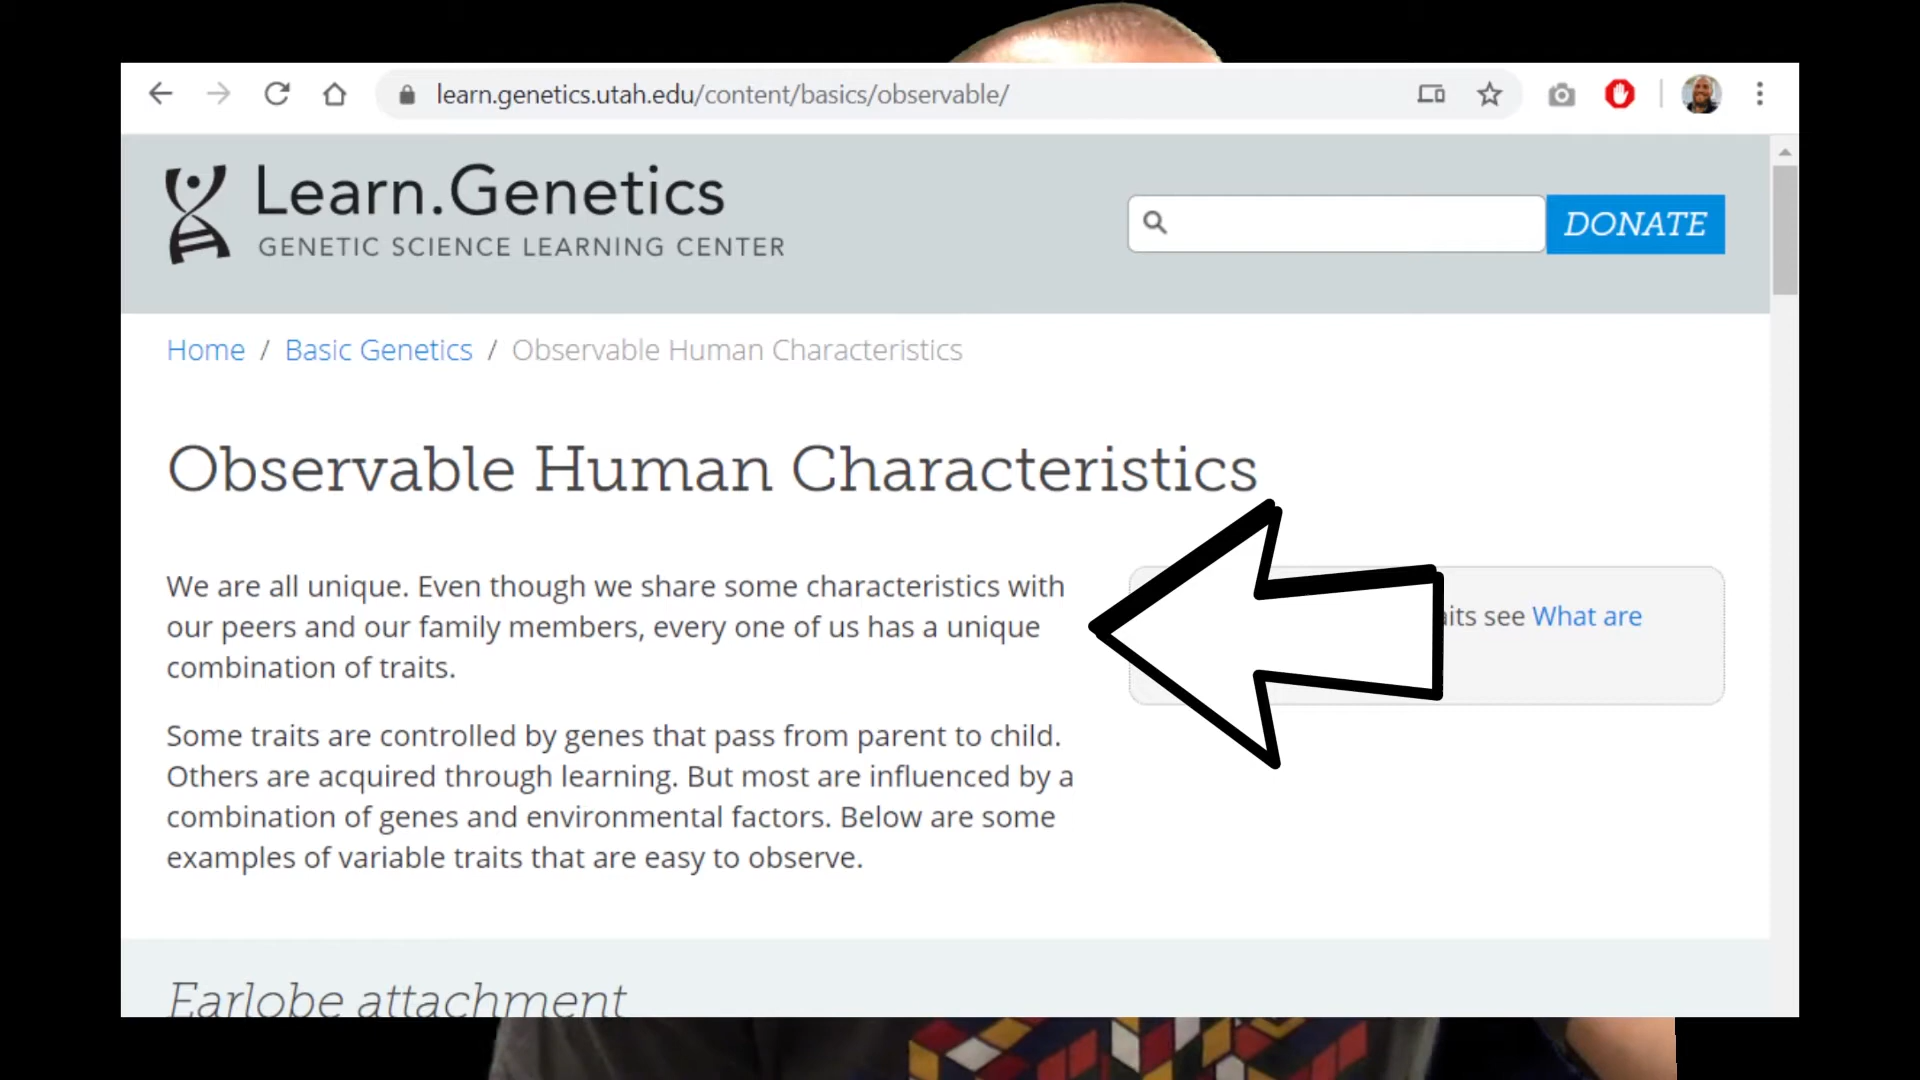 learn.genetics.utah.edu/content/basics/observable/
Learn.Genetics
GENETIC SCIENCE LEARNING CENTER
DONATE
Home / Basic Genetics / Observable Human Characteristics
Observable Human Characteristics
We are all unique. Even though we share some characteristics with
our peers and our family members, every one of us has a unique
combination of traits.
see What are
Some traits are controlled by genes that pass from parent to child.
Others are acquired through learning. But most are influenced by a
combination of genes and environmental factors. Below are some
examples of variable traits that are easy to observe.
Earlobe attachment